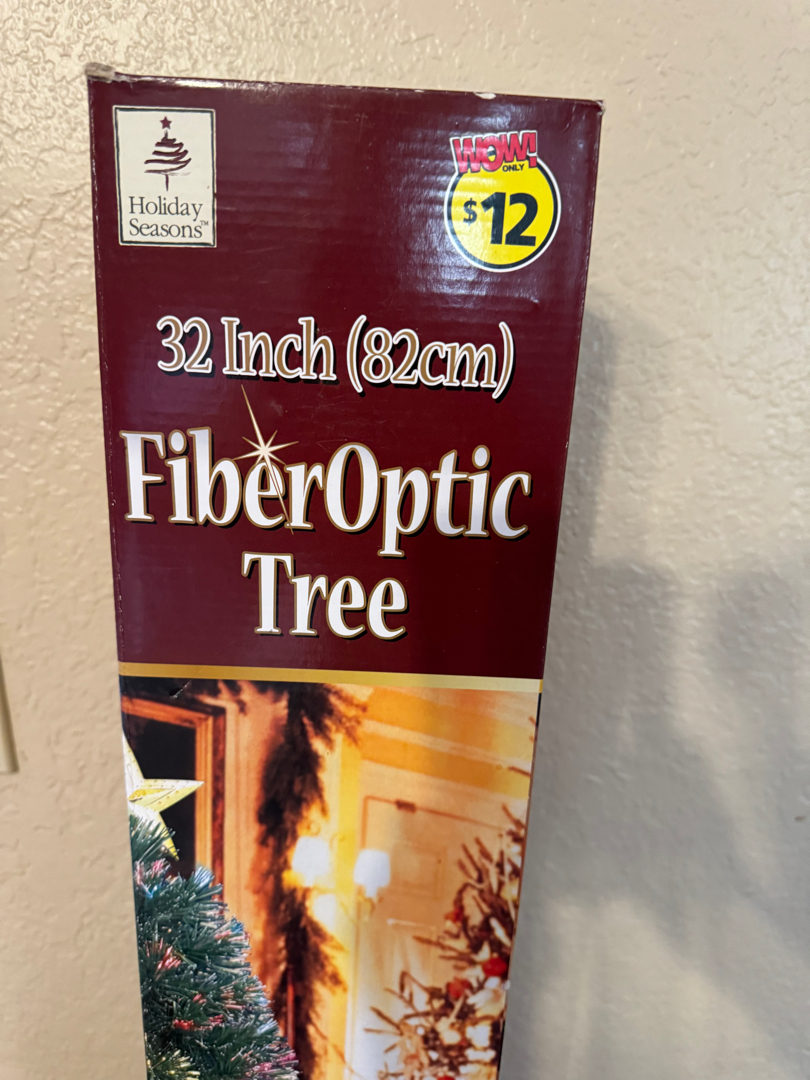 Holiday
Seasons™
WOW!
ONLY
$12
32 Inch (82cm)
FiberOptic
Tree